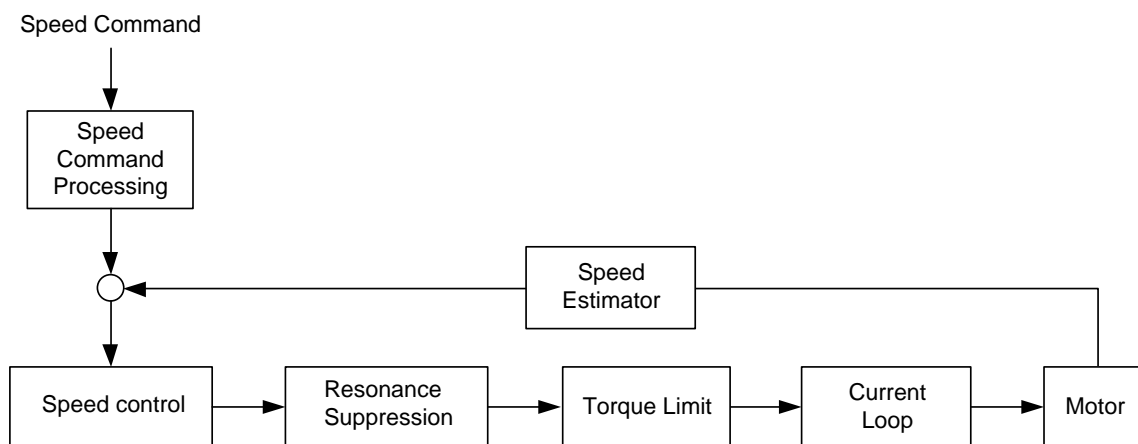 Speed Command
Speed
Command
Processing
Speed
Estimator
Speed control
Resonance
Suppression
Torque Limit
Current
Loop
Motor